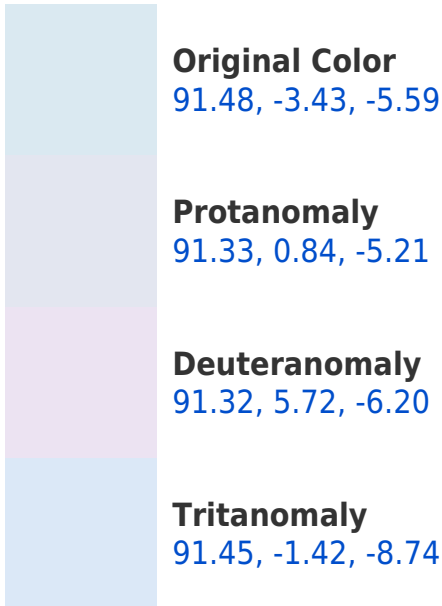 Original Color
91.48, -3.43, -5.59
Protanomaly
91.33, 0.84, -5.21
Deuteranomaly
91.32, 5.72, -6.20
Tritanomaly
91.45, -1.42, -8.74